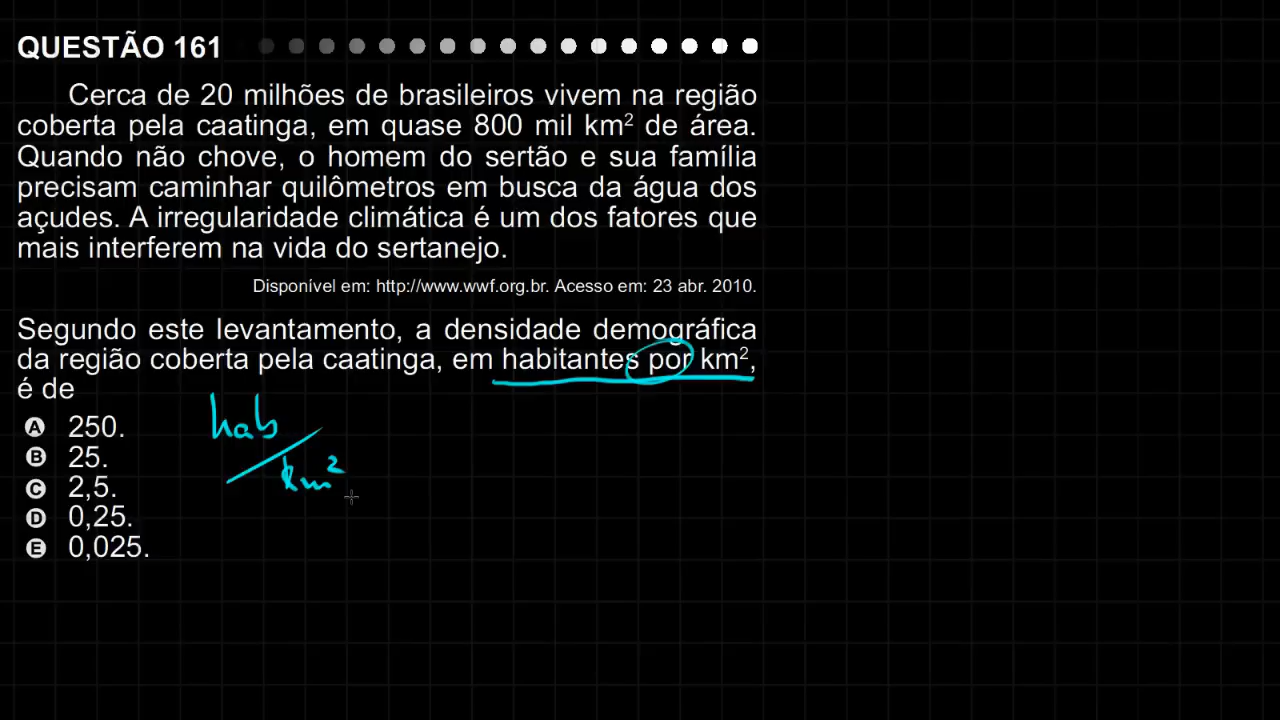 QUESTÃO 161
Cerca de 20 milhões de brasileiros vivem na região
coberta pela caatinga, em quase 800 mil km² de área.
Quando não chove, o homem do sertão e sua família
precisam caminhar quilômetros em busca da água dos
açudes. A irregularidade climática é um dos fatores que
mais interferem na vida do sertanejo.
Disponível em: http://www.wwf.org.br. Acesso em: 23 abr. 2010.
Segundo este levantamento, a densidade demográfica
da região coberta pela caatinga, em habitantes por km²,
é de
A 250.
B 25.
C 2,5.
D 0,25.
E 0,025.
hab
km²